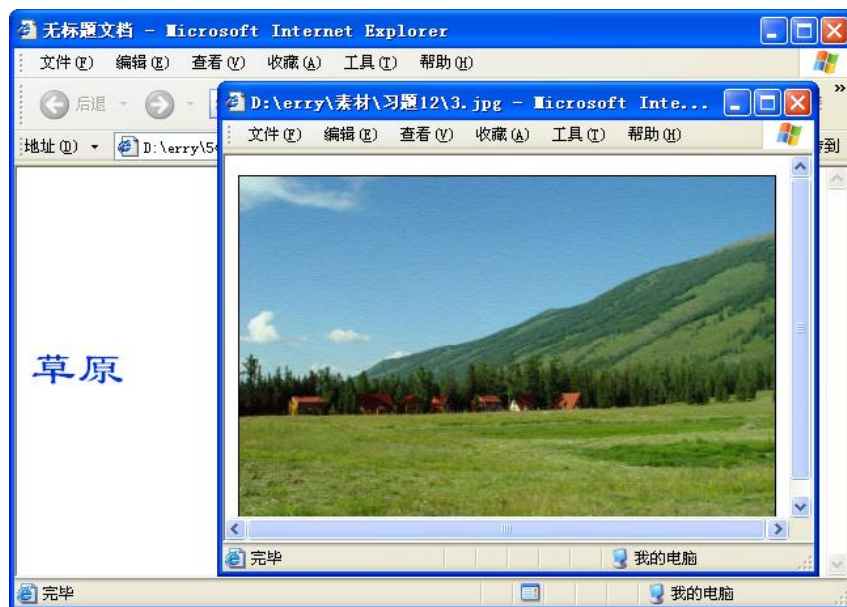 无标题文档 - Microsoft Internet Explorer
文件(F) 编辑(E) 查看(V) 收藏(A) 工具(T) 帮助(H)
后退
地址(D) D:\erry\5 转到
D:\erry\素材\习题12\3.jpg - Microsoft Inte...
文件(F) 编辑(E) 查看(V) 收藏(A) 工具(T) 帮助(H)
草原
完毕 我的电脑
完毕 我的电脑